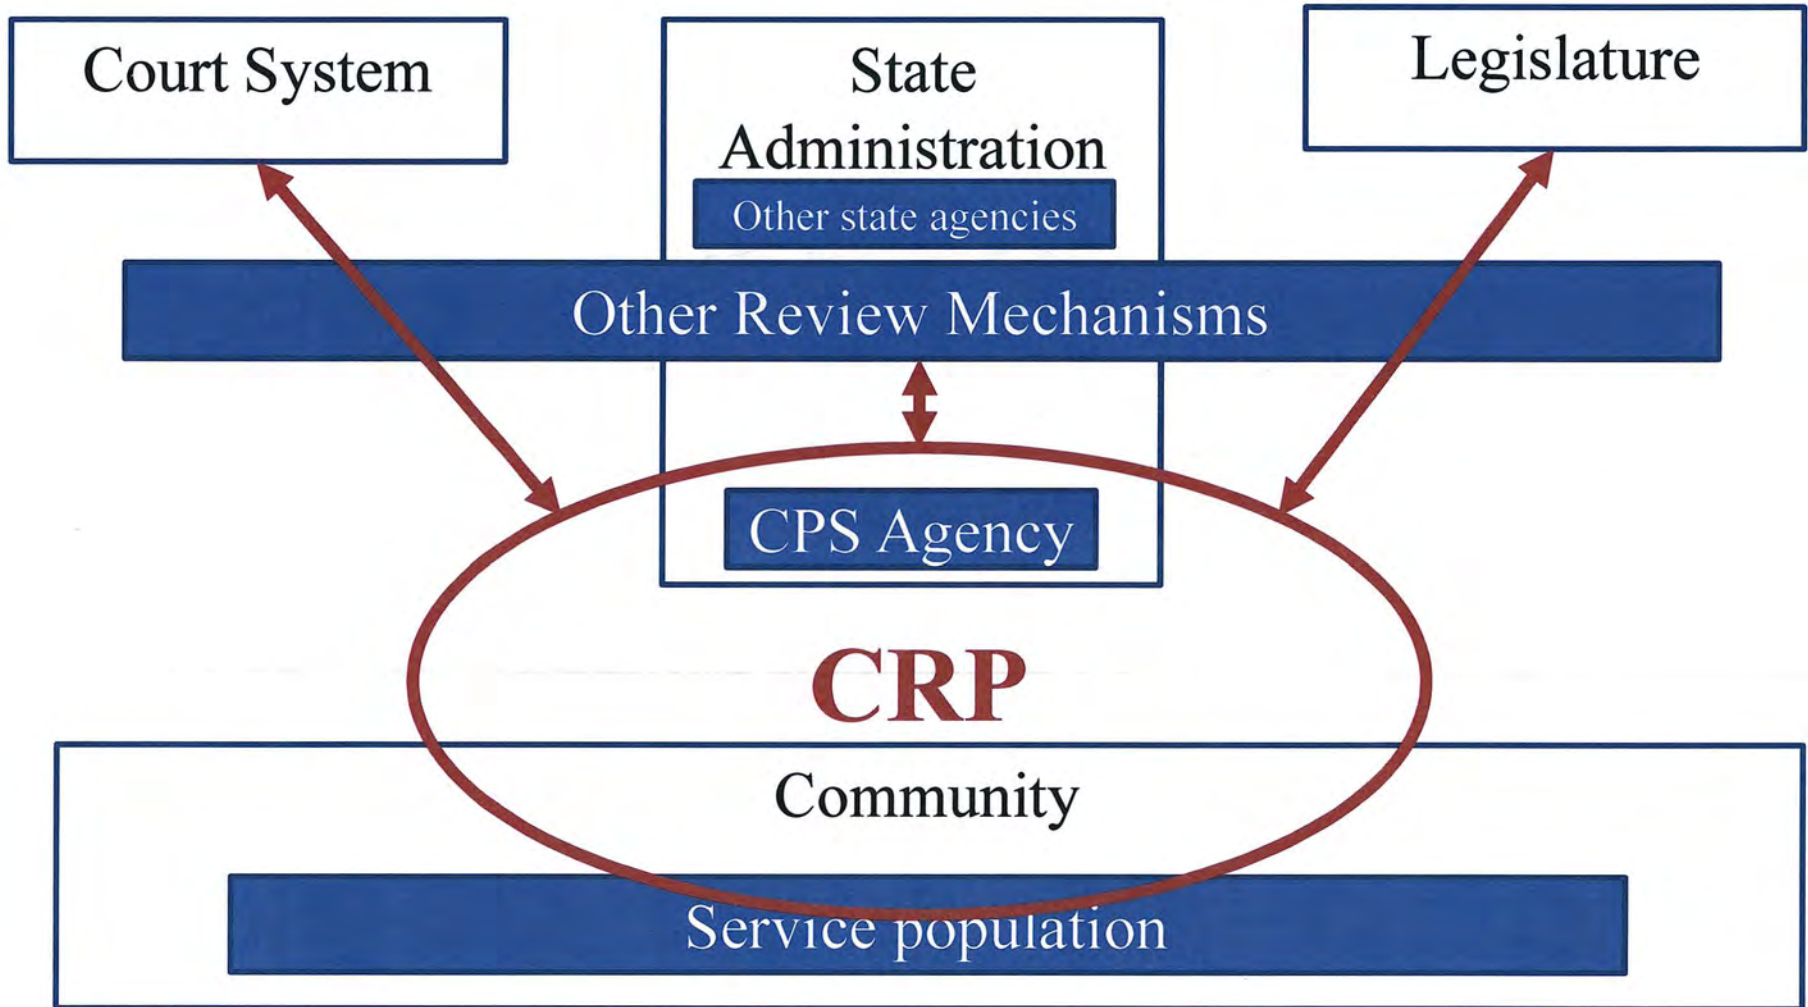 Court System
State
Administration
Legislature
Other state agencies
Other Review Mechanisms
CPS Agency
CRP
Community
Service population